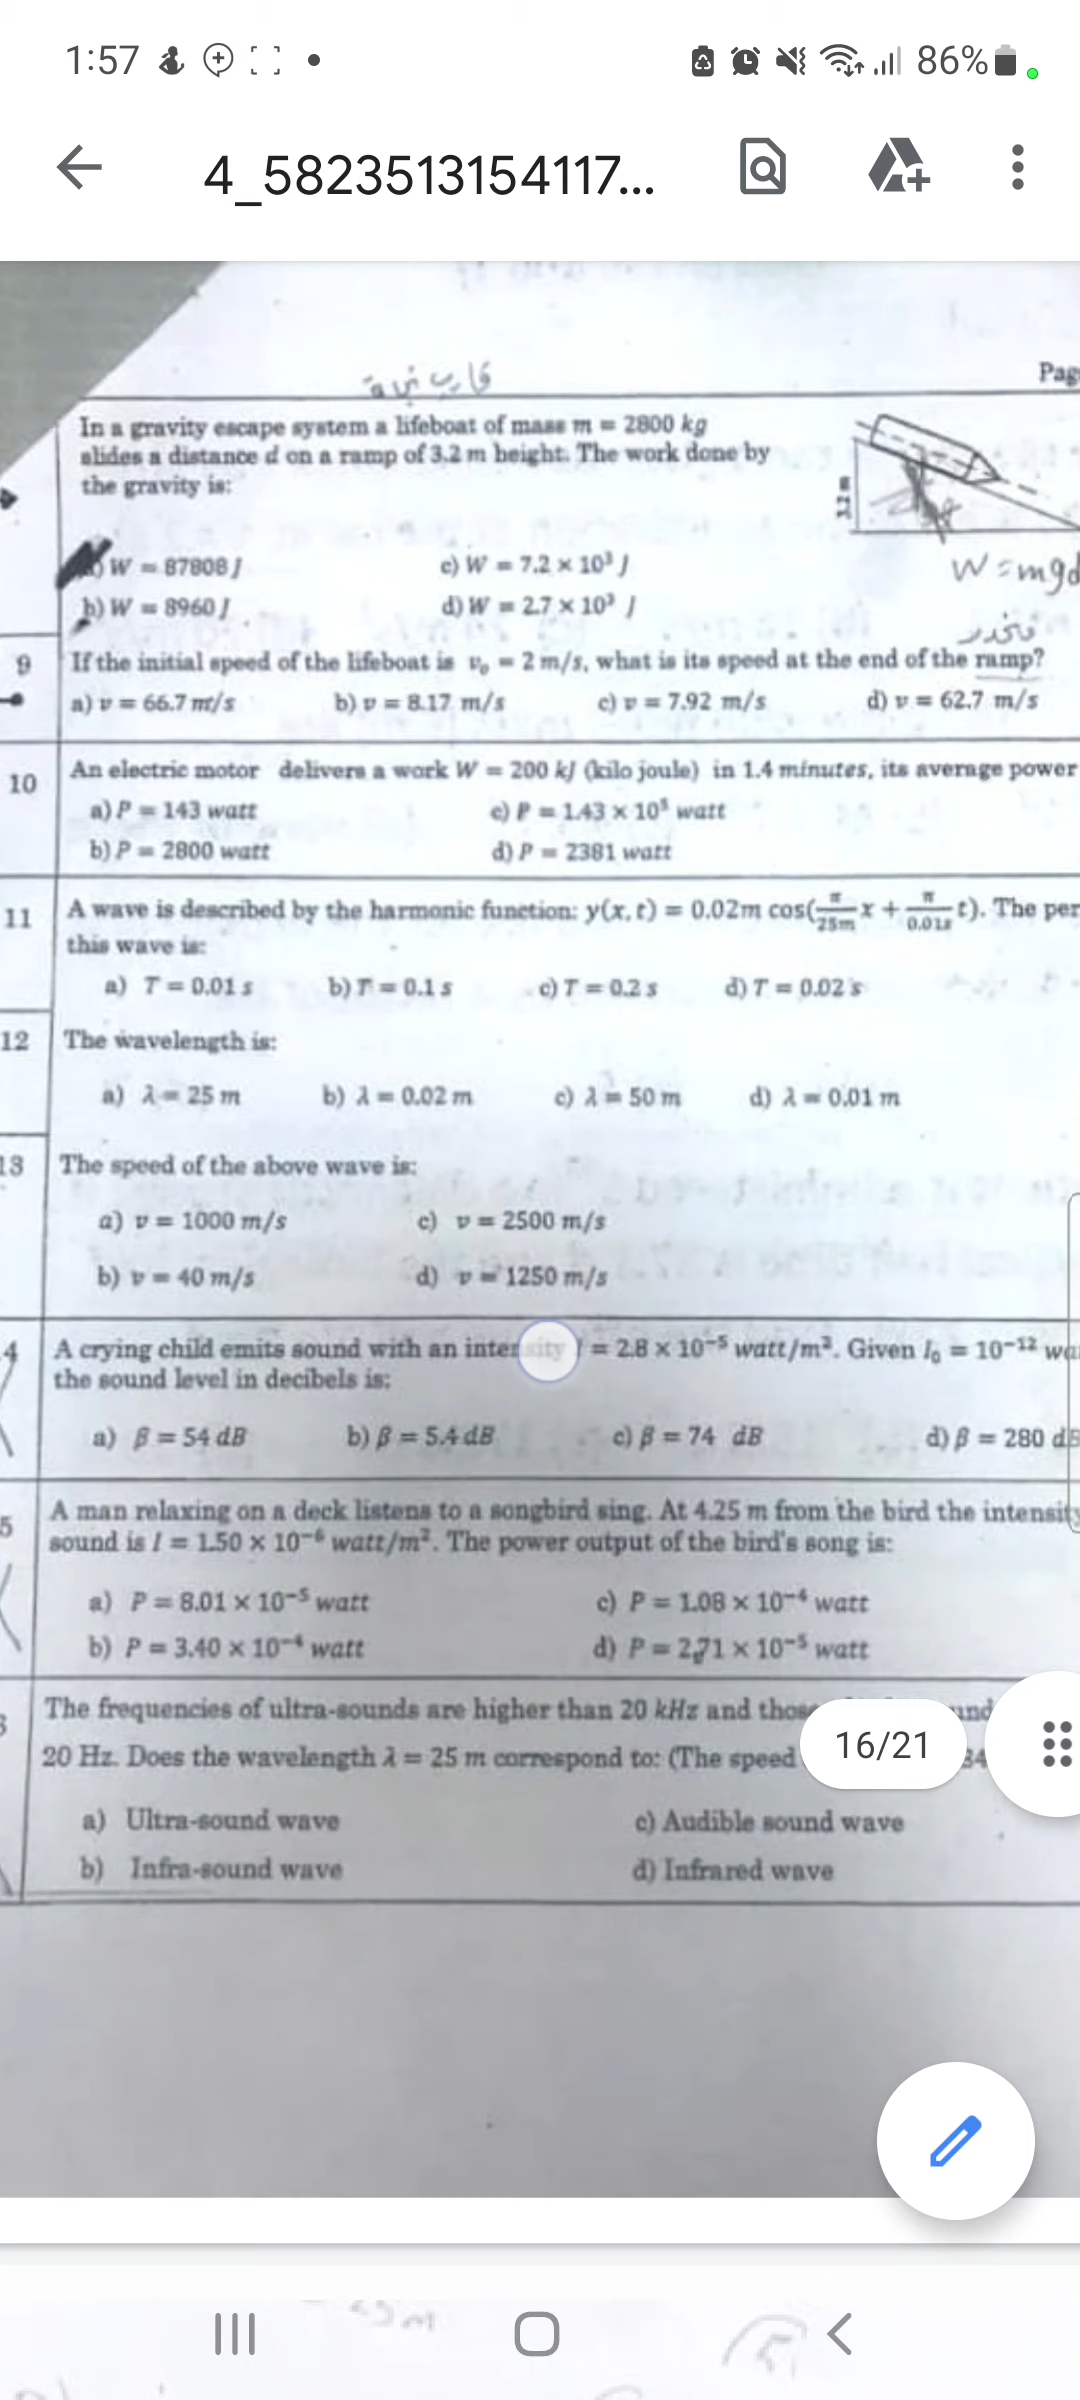 1:57
86%
4_5823513154117...
Pag
In a gravity escape system a lifeboat of mass m = 2800 kg
slides a distance d on a ramp of 3.2 m height. The work done by
the gravity is:
3.2 m
W = 87808 J
c) W = 7.2 × 10³ J
W = mgd
b) W = 8960 J
d) W = 2.7 × 10³ J
9 If the initial speed of the lifeboat is v₀ = 2 m/s, what is its speed at the end of the ramp?
a) v = 66.7 m/s b) v = 8.17 m/s c) v = 7.92 m/s d) v = 62.7 m/s
10 An electric motor delivers a work W = 200 kJ (kilo joule) in 1.4 minutes, its average power
a) P = 143 watt c) P = 1.43 × 10⁵ watt
b) P = 2800 watt d) P = 2381 watt
11 A wave is described by the harmonic function: y(x, t) = 0.02m cos(π/25m x + π/0.01s t). The per
this wave is:
a) T = 0.01 s b) T = 0.1 s c) T = 0.2 s d) T = 0.02 s
12 The wavelength is:
a) λ = 25 m b) λ = 0.02 m c) λ = 50 m d) λ = 0.01 m
13 The speed of the above wave is:
a) v = 1000 m/s c) v = 2500 m/s
b) v = 40 m/s d) v = 1250 m/s
4 A crying child emits sound with an intensity I = 2.8 × 10⁻⁵ watt/m². Given I₀ = 10⁻¹² wa
the sound level in decibels is:
a) β = 54 dB b) β = 5.4 dB c) β = 74 dB d) β = 280 dB
5 A man relaxing on a deck listens to a songbird sing. At 4.25 m from the bird the intensity
sound is I = 1.50 × 10⁻⁶ watt/m². The power output of the bird's song is:
a) P = 8.01 × 10⁻⁵ watt c) P = 1.08 × 10⁻⁴ watt
b) P = 3.40 × 10⁻⁴ watt d) P = 2.71 × 10⁻⁵ watt
The frequencies of ultra-sounds are higher than 20 kHz and those
20 Hz. Does the wavelength λ = 25 m correspond to: (The speed
16/21
a) Ultra-sound wave c) Audible sound wave
b) Infra-sound wave d) Infrared wave